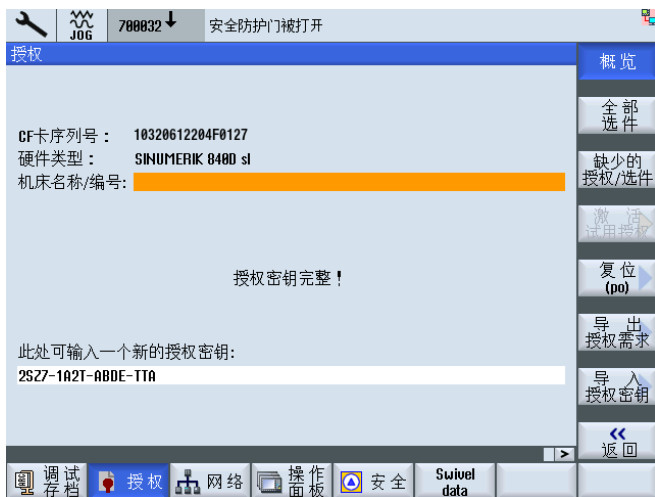 JOG
700032 安全防护门被打开
授权
概览
全部
选件
缺少的
授权/选件
激活
试用授权
复位
(po)
导出
授权需求
导入
授权密钥
<<
返回
CF卡序列号： 10320612204F0127
硬件类型： SINUMERIK 840D sl
机床名称/编号:
授权密钥完整！
此处可输入一个新的授权密钥:
2SZ7-1A2T-ABDE-TTA
>
调试
存档
授权
网络
操作
面板
安全
Swivel
data